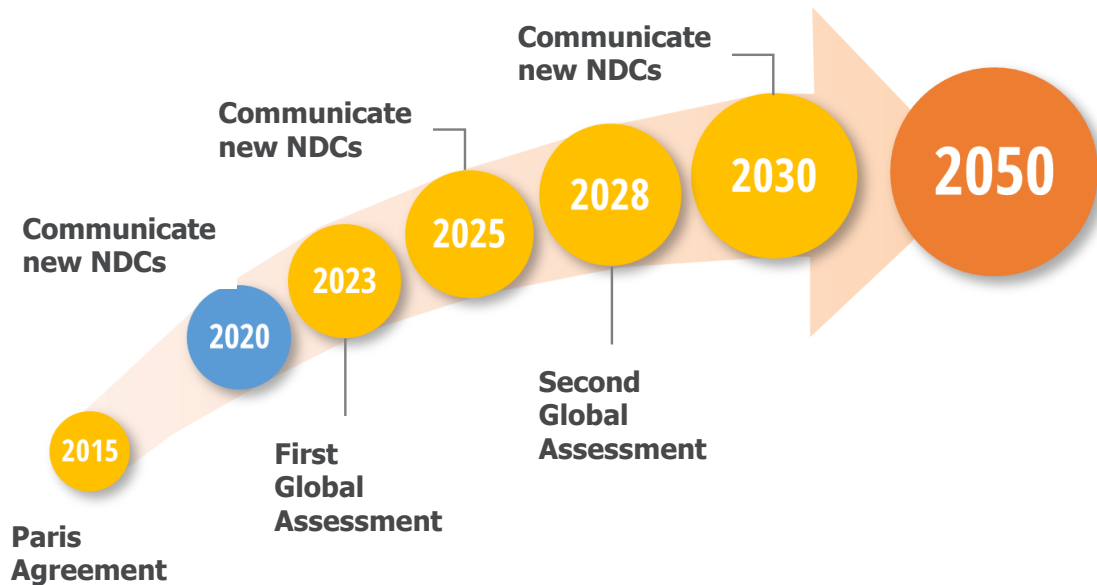 Communicate
new NDCs
Communicate
new NDCs
Communicate
new NDCs
2015
2020
2023
2025
2028
2030
2050
Paris
Agreement
First
Global
Assessment
Second
Global
Assessment